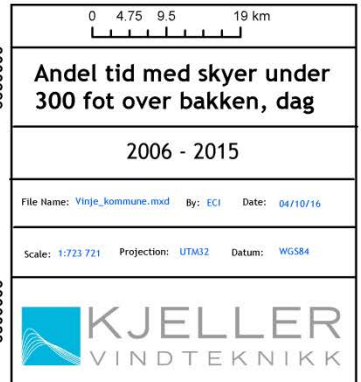 0 4.75 9.5 19 km
Andel tid med skyer under
300 fot over bakken, dag
2006 - 2015
File Name: Vinje_kommune.mxd By: ECI Date: 04/10/16
Scale: 1:723 721 Projection: UTM32 Datum: WGS84
KJELLER
VINDTEKNIKK